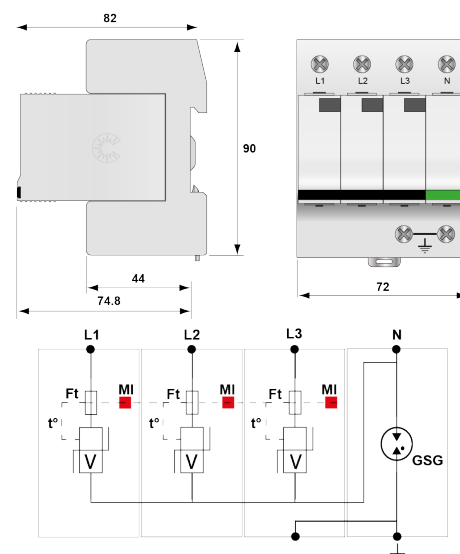 82
90
44
74.8
L1 L2 L3 N
72
L1 L2 L3 N
Ft MI Ft MI Ft MI
t° t° t°
V V V
GSG